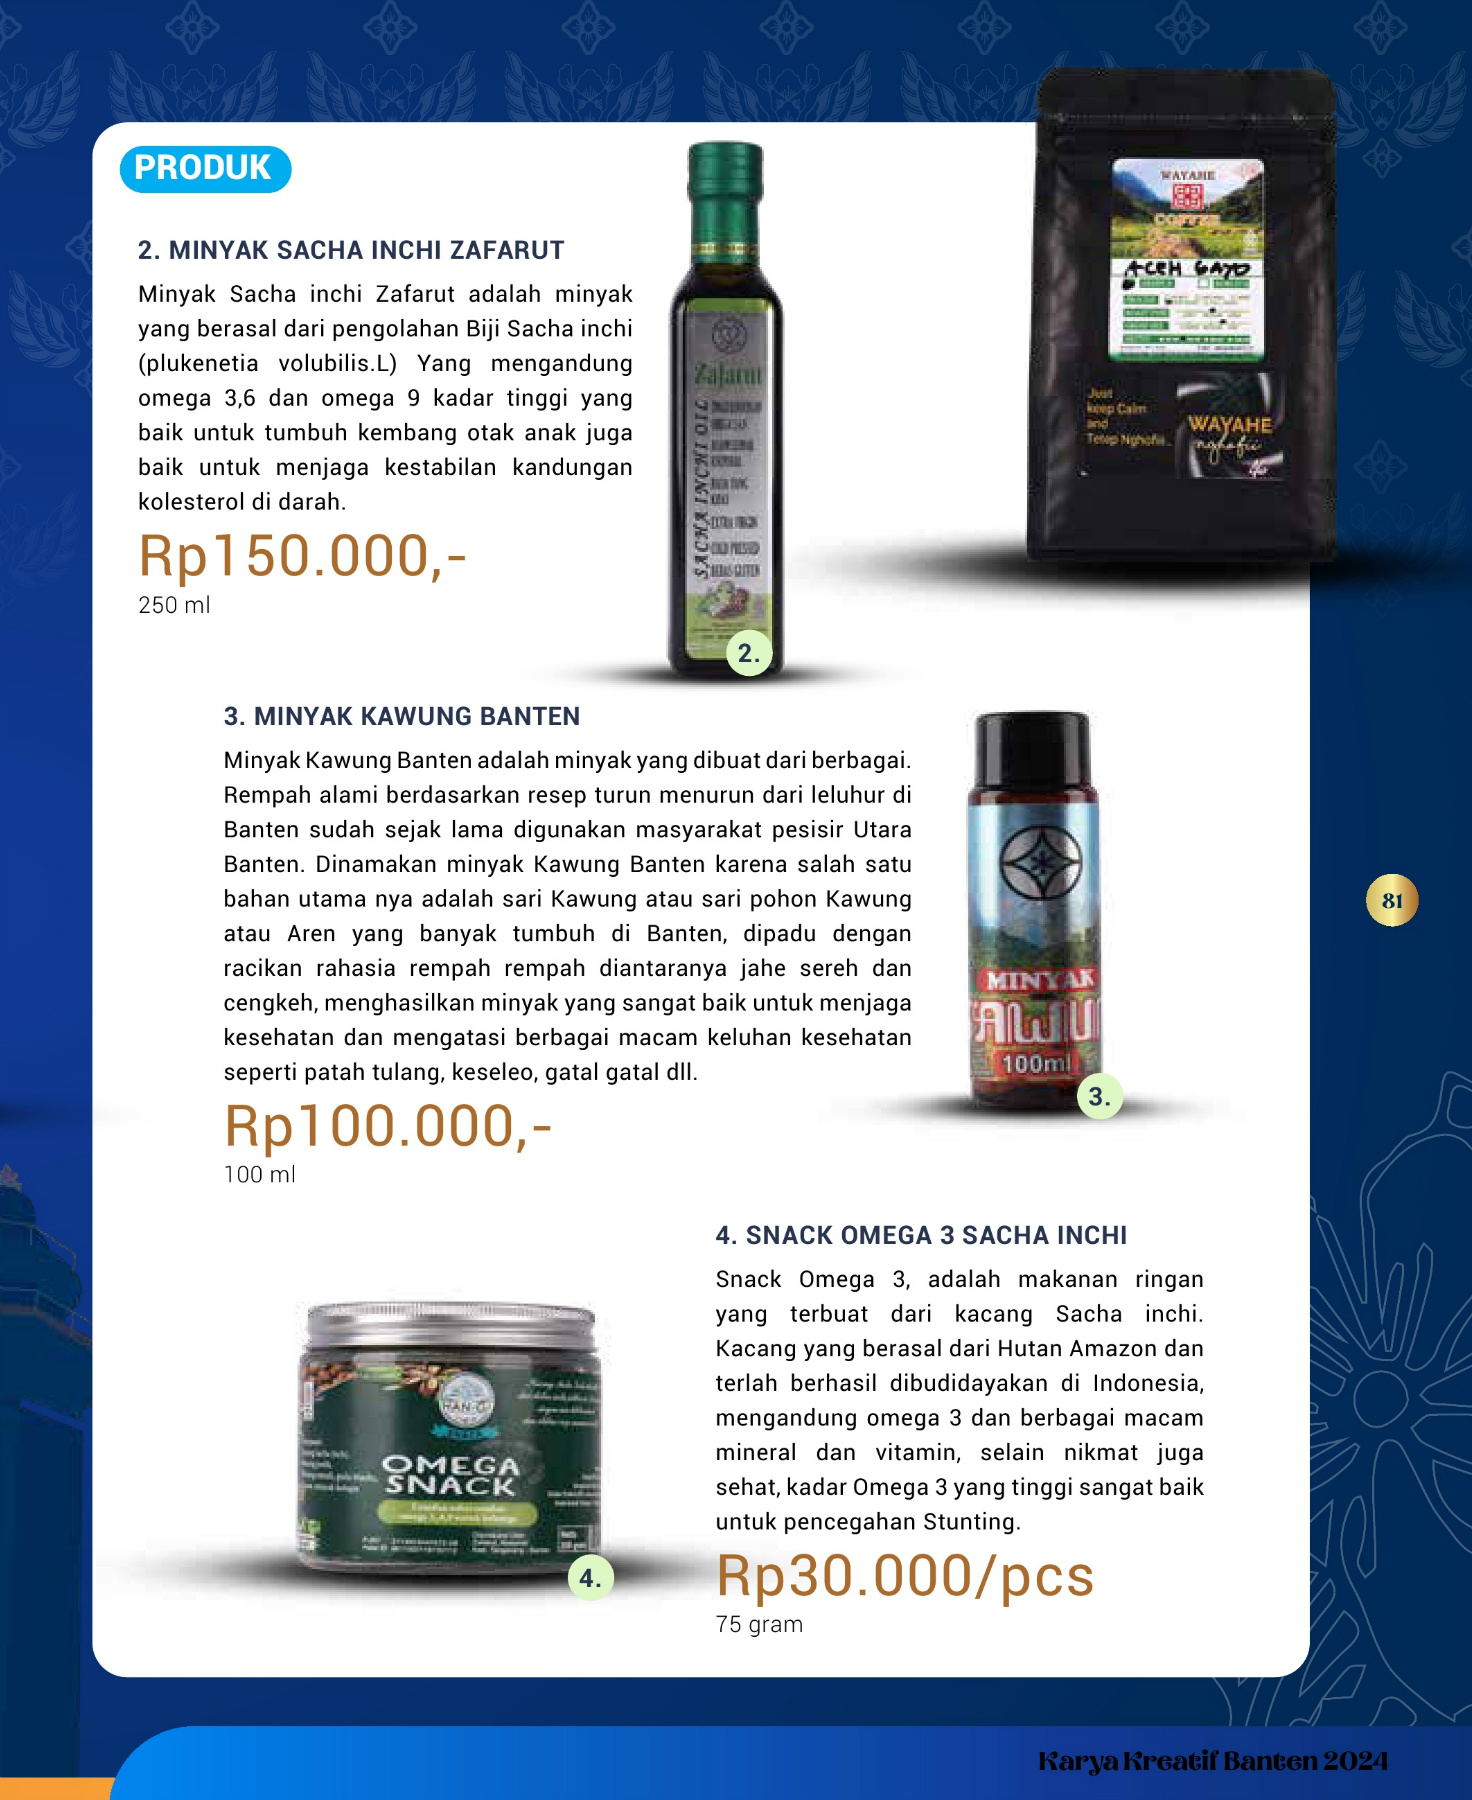 PRODUK
2. MINYAK SACHA INCHI ZAFARUT
Minyak Sacha inchi Zafarut adalah minyak
yang berasal dari pengolahan Biji Sacha inchi
(plukenetia volubilis.L) Yang mengandung
omega 3,6 dan omega 9 kadar tinggi yang
baik untuk tumbuh kembang otak anak juga
baik untuk menjaga kestabilan kandungan
kolesterol di darah.
Rp150.000,-
250 ml
Zafarut
SACHA INCHI OIL
EXTRA VIRGIN
COLD PRESSED
BEBAS GLUTEN
2.
WAYAHE
COFFEE
ACEH GAYO
Just
keep Calm
and
Tetep Nghofii..
WAYAHE
nghofii
3. MINYAK KAWUNG BANTEN
Minyak Kawung Banten adalah minyak yang dibuat dari berbagai.
Rempah alami berdasarkan resep turun menurun dari leluhur di
Banten sudah sejak lama digunakan masyarakat pesisir Utara
Banten. Dinamakan minyak Kawung Banten karena salah satu
bahan utama nya adalah sari Kawung atau sari pohon Kawung
atau Aren yang banyak tumbuh di Banten, dipadu dengan
racikan rahasia rempah rempah diantaranya jahe sereh dan
cengkeh, menghasilkan minyak yang sangat baik untuk menjaga
kesehatan dan mengatasi berbagai macam keluhan kesehatan
seperti patah tulang, keseleo, gatal gatal dll.
Rp100.000,-
100 ml
MINYAK
100ml
3.
81
4. SNACK OMEGA 3 SACHA INCHI
Snack Omega 3, adalah makanan ringan
yang terbuat dari kacang Sacha inchi.
Kacang yang berasal dari Hutan Amazon dan
terlah berhasil dibudidayakan di Indonesia,
mengandung omega 3 dan berbagai macam
mineral dan vitamin, selain nikmat juga
sehat, kadar Omega 3 yang tinggi sangat baik
untuk pencegahan Stunting.
Rp30.000/pcs
75 gram
OMEGA
SNACK
4.
Karya Kreatif Banten 2024